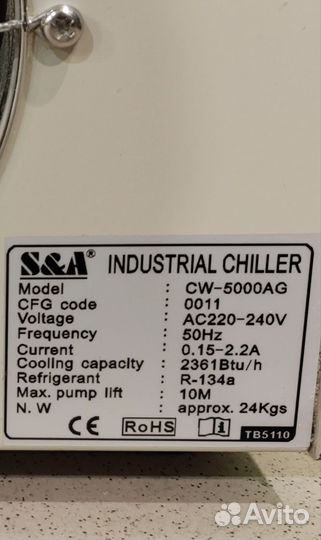 S&A® INDUSTRIAL CHILLER
Model : CW-5000AG
CFG code : 0011
Voltage : AC220-240V
Frequency : 50Hz
Current : 0.15-2.2A
Cooling capacity : 2361Btu/h
Refrigerant : R-134a
Max. pump lift : 10M
N. W : approx. 24Kgs
CE RoHS i TB5110
Avito